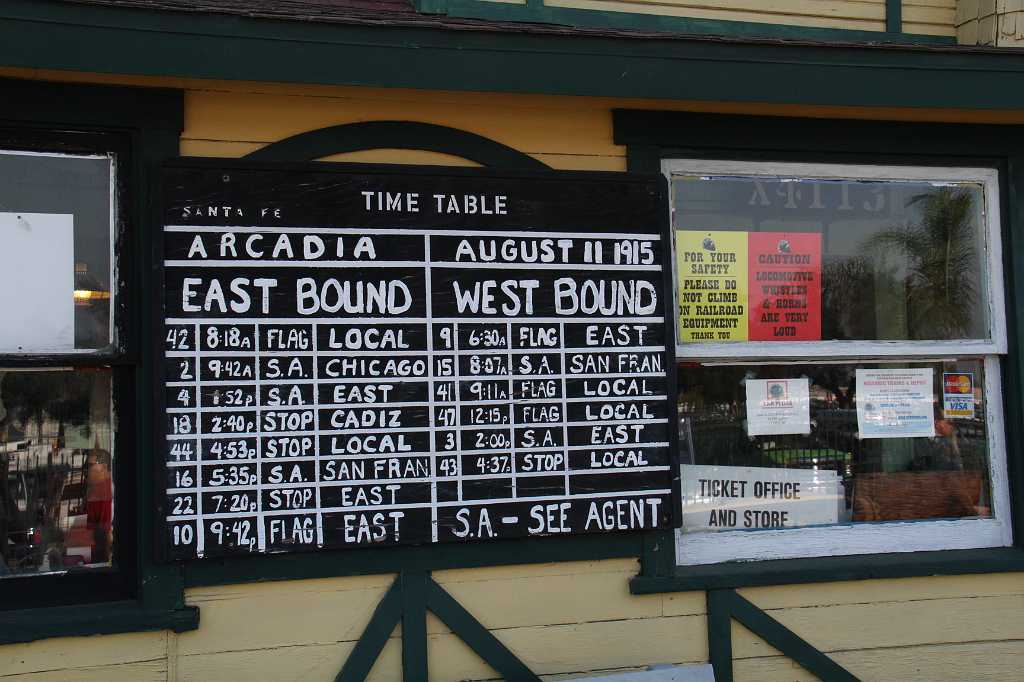 SANTA FE TIME TABLE
ARCADIA AUGUST 11 1915
EAST BOUND WEST BOUND
42 8:18A FLAG LOCAL 9 6:30A FLAG EAST
2 9:42A S.A. CHICAGO 15 8:07A S.A. SAN FRAN.
4 1:52P S.A. EAST 41 9:11A FLAG LOCAL
18 2:40P STOP CADIZ 47 12:15P FLAG LOCAL
44 4:53P STOP LOCAL 3 2:00P S.A. EAST
16 5:35P S.A. SAN FRAN 43 4:37P STOP LOCAL
22 7:20P STOP EAST
10 9:42P FLAG EAST S.A. - SEE AGENT
FOR YOUR
SAFETY
PLEASE DO
NOT CLIMB
ON RAILROAD
EQUIPMENT
THANK YOU
CAUTION
LOCOMOTIVE
WHISTLES
& HORNS
ARE VERY
LOUD
MasterCard
VISA
TICKET OFFICE
AND STORE